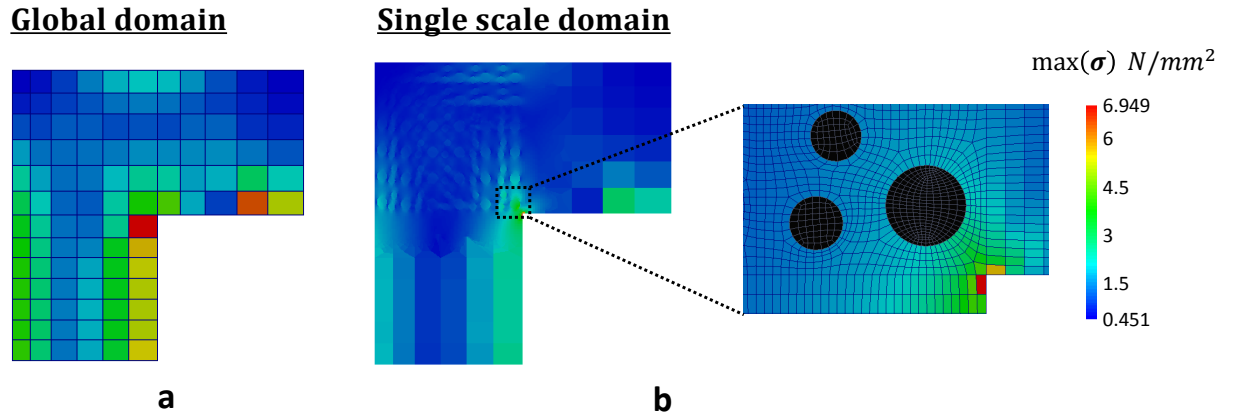 Global domain
Single scale domain
max(σ) N/mm²
6.949
6
4.5
3
1.5
0.451
a
b